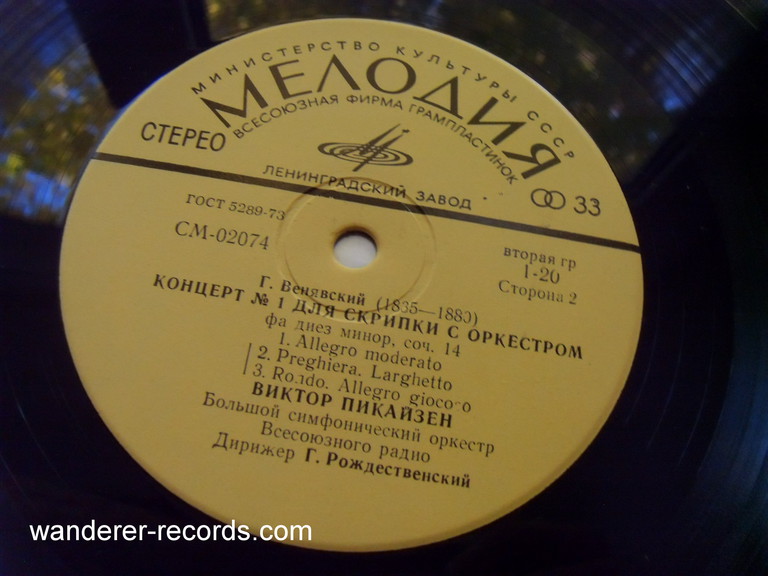 МИНИСТЕРСТВО КУЛЬТУРЫ СССР
МЕЛОДИЯ
ВСЕСОЮЗНАЯ ФИРМА ГРАМПЛАСТИНОК
СТЕРЕО
ЛЕНИНГРАДСКИЙ ЗАВОД
33
ГОСТ 5289-73
СМ-02074
вторая гр
1-20
Сторона 2
Г. Венявский (1835—1880)
КОНЦЕРТ № 1 ДЛЯ СКРИПКИ С ОРКЕСТРОМ
фа диез минор, соч. 14
1. Allegro moderato
2. Preghiera. Larghetto
3. Rondo. Allegro giocoso
ВИКТОР ПИКАЙЗЕН
Большой симфонический оркестр
Всесоюзного радио
Дирижер Г. Рождественский
wanderer-records.com